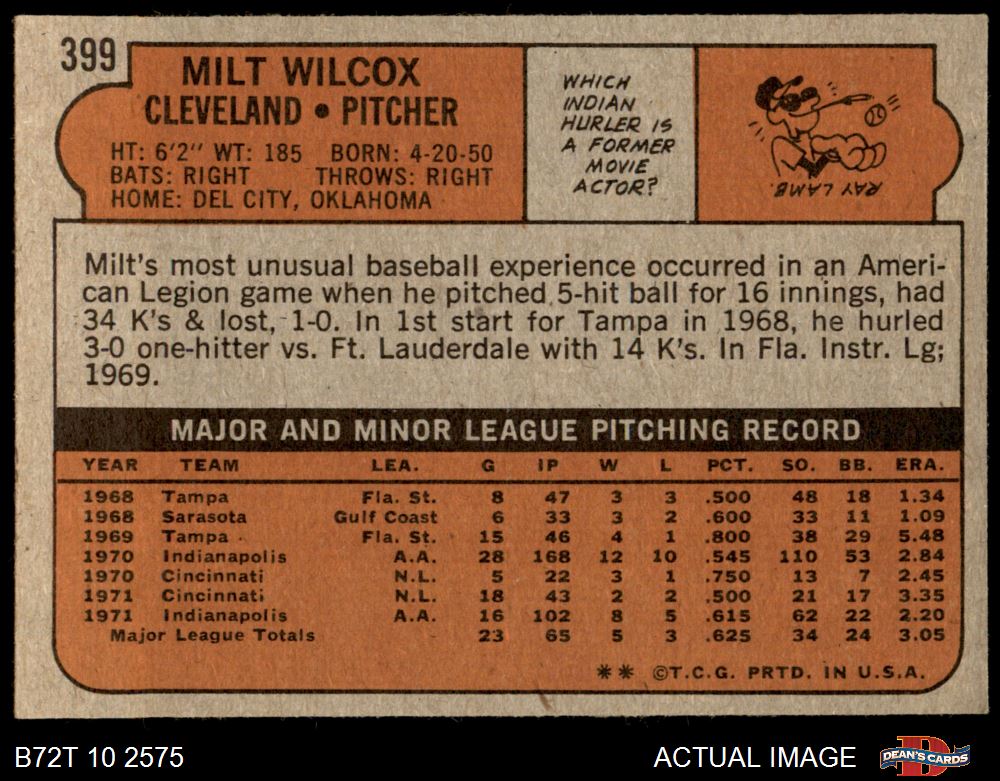 399
MILT WILCOX
CLEVELAND • PITCHER
HT: 6'2" WT: 185 BORN: 4-20-50
BATS: RIGHT THROWS: RIGHT
HOME: DEL CITY, OKLAHOMA
WHICH
INDIAN
HURLER IS
A FORMER
MOVIE
ACTOR?
RAY LAMB.
Milt's most unusual baseball experience occurred in an Ameri-
can Legion game when he pitched 5-hit ball for 16 innings, had
34 K's & lost, 1-0. In 1st start for Tampa in 1968, he hurled
3-0 one-hitter vs. Ft. Lauderdale with 14 K's. In Fla. Instr. Lg;
1969.
MAJOR AND MINOR LEAGUE PITCHING RECORD
YEAR TEAM LEA. G IP W L PCT. SO. BB. ERA.
1968 Tampa Fla. St. 8 47 3 3 .500 48 18 1.34
1968 Sarasota Gulf Coast 6 33 3 2 .600 33 11 1.09
1969 Tampa Fla. St. 15 46 4 1 .800 38 29 5.48
1970 Indianapolis A.A. 28 168 12 10 .545 110 53 2.84
1970 Cincinnati N.L. 5 22 3 1 .750 13 7 2.45
1971 Cincinnati N.L. 18 43 2 2 .500 21 17 3.35
1971 Indianapolis A.A. 16 102 8 5 .615 62 22 2.20
Major League Totals 23 65 5 3 .625 34 24 3.05
** ©T.C.G. PRTD. IN U.S.A.
B72T 10 2575
ACTUAL IMAGE
DEAN'S CARDS